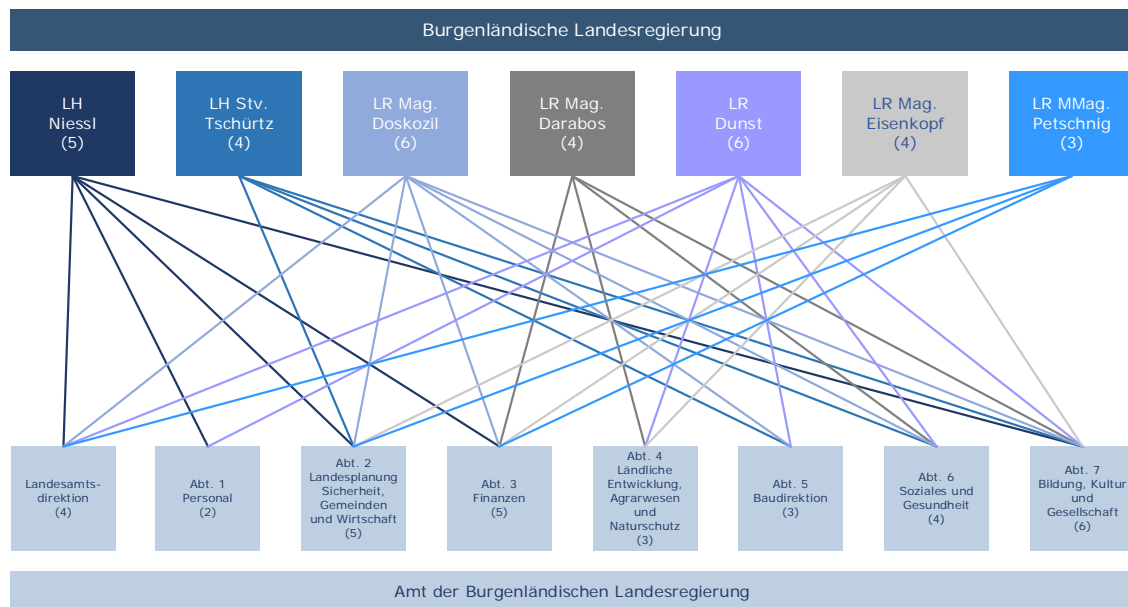 Burgenländische Landesregierung
LH
Niessl
(5)
LH Stv.
Tschürtz
(4)
LR Mag.
Doskozil
(6)
LR Mag.
Darabos
(4)
LR
Dunst
(6)
LR Mag.
Eisenkopf
(4)
LR MMag.
Petschnig
(3)
Landesamts-
direktion
(4)
Abt. 1
Personal
(2)
Abt. 2
Landesplanung
Sicherheit,
Gemeinden
und Wirtschaft
(5)
Abt. 3
Finanzen
(5)
Abt. 4
Ländliche
Entwicklung,
Agrarwesen
und
Naturschutz
(3)
Abt. 5
Baudirektion
(3)
Abt. 6
Soziales und
Gesundheit
(4)
Abt. 7
Bildung, Kultur
und
Gesellschaft
(6)
Amt der Burgenländischen Landesregierung